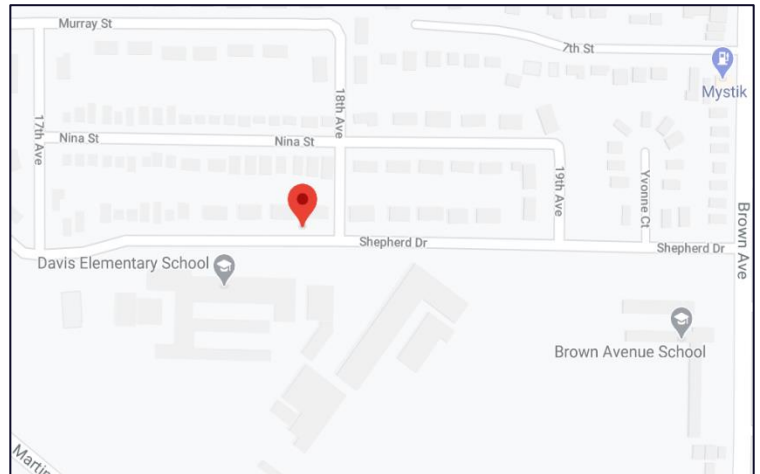 Murray St
7th St
Mystik
17th Ave
18th Ave
Nina St
Nina St
19th Ave
Yvonne Ct
Brown Ave
Shepherd Dr
Shepherd Dr
Davis Elementary School
Brown Avenue School
Martin